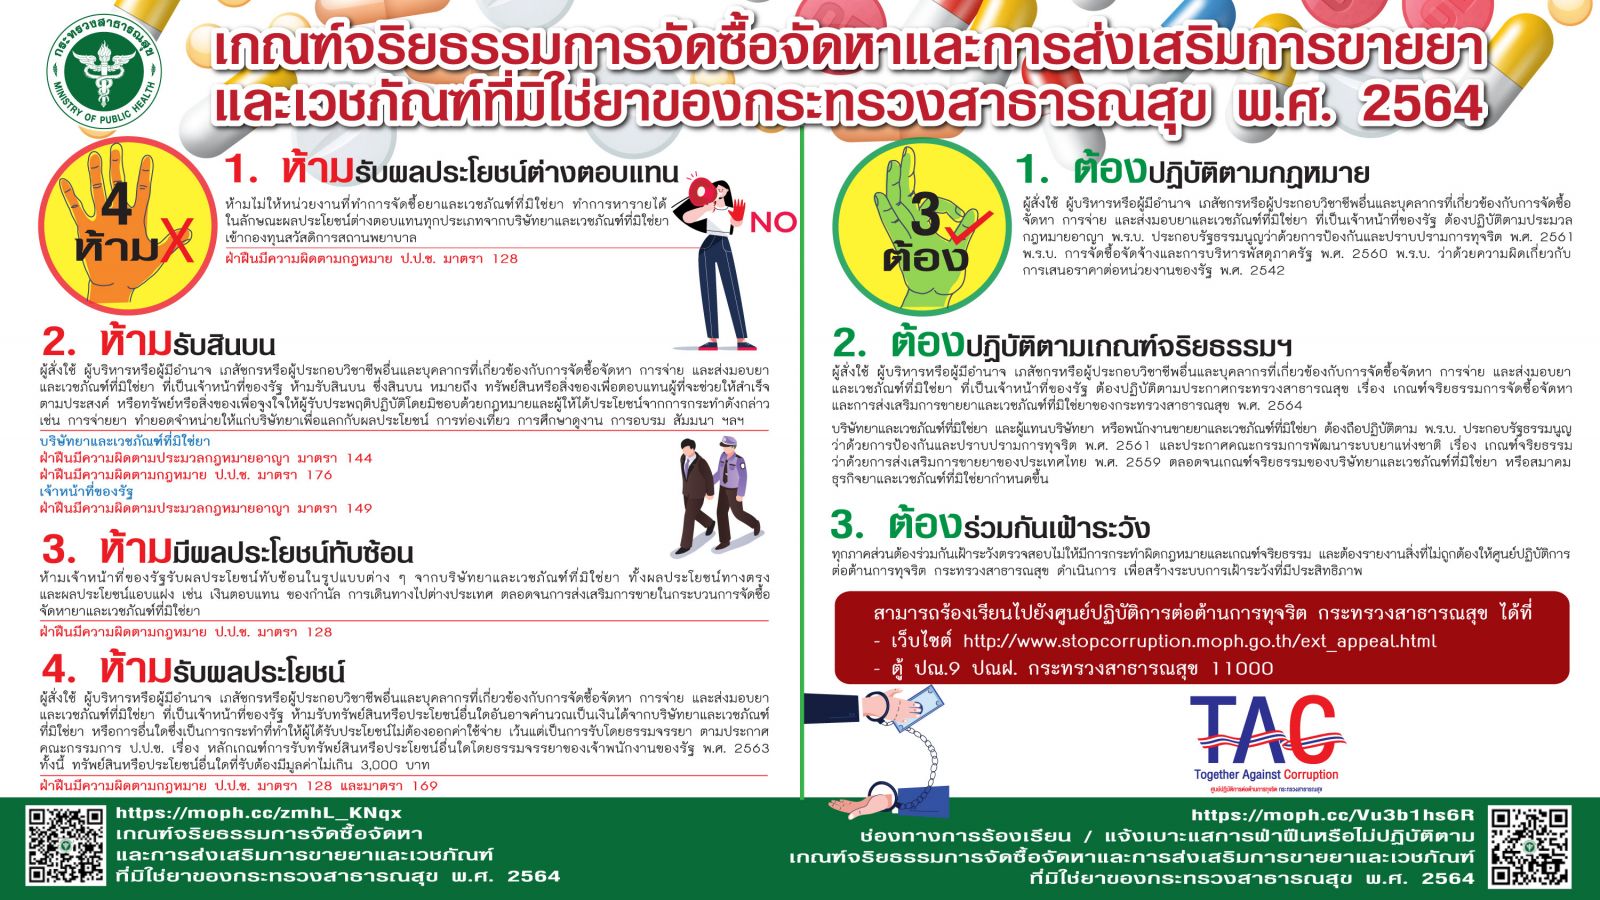 กระทรวงสาธารณสุข
MINISTRY OF PUBLIC HEALTH
เกณฑ์จริยธรรมการจัดซื้อจัดหาและการส่งเสริมการขายยา
และเวชภัณฑ์ที่มิใช่ยาของกระทรวงสาธารณสุข พ.ศ. 2564
4
ห้าม X
1. ห้ามรับผลประโยชน์ต่างตอบแทน
ห้ามไม่ให้หน่วยงานที่ทำการจัดซื้อยาและเวชภัณฑ์ที่มิใช่ยา ทำการหารายได้
ในลักษณะผลประโยชน์ต่างตอบแทนทุกประเภทจากบริษัทยาและเวชภัณฑ์ที่มิใช่ยา
เข้ากองทุนสวัสดิการสถานพยาบาล
ฝ่าฝืนมีความผิดตามกฎหมาย ป.ป.ช. มาตรา 128
NO
2. ห้ามรับสินบน
ผู้สั่งใช้ ผู้บริหารหรือผู้มีอำนาจ เภสัชกรหรือผู้ประกอบวิชาชีพอื่นและบุคลากรที่เกี่ยวข้องกับการจัดซื้อจัดหา การจ่าย และส่งมอบยา
และเวชภัณฑ์ที่มิใช่ยา ที่เป็นเจ้าหน้าที่ของรัฐ ห้ามรับสินบน ซึ่งสินบน หมายถึง ทรัพย์สินหรือสิ่งของเพื่อตอบแทนผู้ที่จะช่วยให้สำเร็จ
ตามประสงค์ หรือทรัพย์หรือสิ่งของเพื่อจูงใจให้ผู้รับประพฤติปฏิบัติโดยมิชอบด้วยกฎหมายและผู้ให้ได้ประโยชน์จากการกระทำดังกล่าว
เช่น การจ่ายยา ทำยอดจำหน่ายให้แก่บริษัทยาเพื่อแลกกับผลประโยชน์ การท่องเที่ยว การศึกษาดูงาน การอบรม สัมมนา ฯลฯ
บริษัทยาและเวชภัณฑ์ที่มิใช่ยา
ฝ่าฝืนมีความผิดตามประมวลกฎหมายอาญา มาตรา 144
ฝ่าฝืนมีความผิดตามกฎหมาย ป.ป.ช. มาตรา 176
เจ้าหน้าที่ของรัฐ
ฝ่าฝืนมีความผิดตามประมวลกฎหมายอาญา มาตรา 149
3. ห้ามมีผลประโยชน์ทับซ้อน
ห้ามเจ้าหน้าที่ของรัฐรับผลประโยชน์ทับซ้อนในรูปแบบต่าง ๆ จากบริษัทยาและเวชภัณฑ์ที่มิใช่ยา ทั้งผลประโยชน์ทางตรง
และผลประโยชน์แอบแฝง เช่น เงินตอบแทน ของกำนัล การเดินทางไปต่างประเทศ ตลอดจนการส่งเสริมการขายในกระบวนการจัดซื้อ
จัดหายาและเวชภัณฑ์ที่มิใช่ยา
ฝ่าฝืนมีความผิดตามกฎหมาย ป.ป.ช. มาตรา 128
4. ห้ามรับผลประโยชน์
ผู้สั่งใช้ ผู้บริหารหรือผู้มีอำนาจ เภสัชกรหรือผู้ประกอบวิชาชีพอื่นและบุคลากรที่เกี่ยวข้องกับการจัดซื้อจัดหา การจ่าย และส่งมอบยา
และเวชภัณฑ์ที่มิใช่ยา ที่เป็นเจ้าหน้าที่ของรัฐ ห้ามรับทรัพย์สินหรือประโยชน์อื่นใดอันอาจคำนวณเป็นเงินได้จากบริษัทยาและเวชภัณฑ์
ที่มิใช่ยา หรือการอื่นใดซึ่งเป็นการกระทำที่ทำให้ผู้ได้รับประโยชน์ไม่ต้องออกค่าใช้จ่าย เว้นแต่เป็นการรับโดยธรรมจรรยา ตามประกาศ
คณะกรรมการ ป.ป.ช. เรื่อง หลักเกณฑ์การรับทรัพย์สินหรือประโยชน์อื่นใดโดยธรรมจรรยาของเจ้าพนักงานของรัฐ พ.ศ. 2563
ทั้งนี้ ทรัพย์สินหรือประโยชน์อื่นใดที่รับต้องมีมูลค่าไม่เกิน 3,000 บาท
ฝ่าฝืนมีความผิดตามกฎหมาย ป.ป.ช. มาตรา 128 และมาตรา 169
3
ต้อง
1. ต้องปฏิบัติตามกฎหมาย
ผู้สั่งใช้ ผู้บริหารหรือผู้มีอำนาจ เภสัชกรหรือผู้ประกอบวิชาชีพอื่นและบุคลากรที่เกี่ยวข้องกับการจัดซื้อ
จัดหา การจ่าย และส่งมอบยาและเวชภัณฑ์ที่มิใช่ยา ที่เป็นเจ้าหน้าที่ของรัฐ ต้องปฏิบัติตามประมวล
กฎหมายอาญา พ.ร.บ. ประกอบรัฐธรรมนูญว่าด้วยการป้องกันและปราบปรามการทุจริต พ.ศ. 2561
พ.ร.บ. การจัดซื้อจัดจ้างและการบริหารพัสดุภาครัฐ พ.ศ. 2560 พ.ร.บ. ว่าด้วยความผิดเกี่ยวกับ
การเสนอราคาต่อหน่วยงานของรัฐ พ.ศ. 2542
2. ต้องปฏิบัติตามเกณฑ์จริยธรรมฯ
ผู้สั่งใช้ ผู้บริหารหรือผู้มีอำนาจ เภสัชกรหรือผู้ประกอบวิชาชีพอื่นและบุคลากรที่เกี่ยวข้องกับการจัดซื้อจัดหา การจ่าย และส่งมอบยา
และเวชภัณฑ์ที่มิใช่ยา ที่เป็นเจ้าหน้าที่ของรัฐ ต้องปฏิบัติตามประกาศกระทรวงสาธารณสุข เรื่อง เกณฑ์จริยธรรมการจัดซื้อจัดหา
และการส่งเสริมการขายยาและเวชภัณฑ์ที่มิใช่ยาของกระทรวงสาธารณสุข พ.ศ. 2564
บริษัทยาและเวชภัณฑ์ที่มิใช่ยา และผู้แทนบริษัทยา หรือพนักงานขายยาและเวชภัณฑ์ที่มิใช่ยา ต้องถือปฏิบัติตาม พ.ร.บ. ประกอบรัฐธรรมนูญ
ว่าด้วยการป้องกันและปราบปรามการทุจริต พ.ศ. 2561 และประกาศคณะกรรมการพัฒนาระบบยาแห่งชาติ เรื่อง เกณฑ์จริยธรรม
ว่าด้วยการส่งเสริมการขายยาของประเทศไทย พ.ศ. 2559 ตลอดจนเกณฑ์จริยธรรมของบริษัทยาและเวชภัณฑ์ที่มิใช่ยา หรือสมาคม
ธุรกิจยาและเวชภัณฑ์ที่มิใช่ยากำหนดขึ้น
3. ต้องร่วมกันเฝ้าระวัง
ทุกภาคส่วนต้องร่วมกันเฝ้าระวังตรวจสอบไม่ให้มีการกระทำผิดกฎหมายและเกณฑ์จริยธรรม และต้องรายงานสิ่งที่ไม่ถูกต้องให้ศูนย์ปฏิบัติการ
ต่อต้านการทุจริต กระทรวงสาธารณสุข ดำเนินการ เพื่อสร้างระบบการเฝ้าระวังที่มีประสิทธิภาพ
สามารถร้องเรียนไปยังศูนย์ปฏิบัติการต่อต้านการทุจริต กระทรวงสาธารณสุข ได้ที่
- เว็บไซต์ http://www.stopcorruption.moph.go.th/ext_appeal.html
- ตู้ ปณ.9 ปณฝ. กระทรวงสาธารณสุข 11000
TAC
Together Against Corruption
ศูนย์ปฏิบัติการต่อต้านการทุจริต กระทรวงสาธารณสุข
https://moph.cc/zmhL_KNqx
เกณฑ์จริยธรรมการจัดซื้อจัดหา
และการส่งเสริมการขายยาและเวชภัณฑ์
ที่มิใช่ยาของกระทรวงสาธารณสุข พ.ศ. 2564
https://moph.cc/Vu3b1hs6R
ช่องทางการร้องเรียน / แจ้งเบาะแสการฝ่าฝืนหรือไม่ปฏิบัติตาม
เกณฑ์จริยธรรมการจัดซื้อจัดหาและการส่งเสริมการขายยาและเวชภัณฑ์
ที่มิใช่ยาของกระทรวงสาธารณสุข พ.ศ. 2564